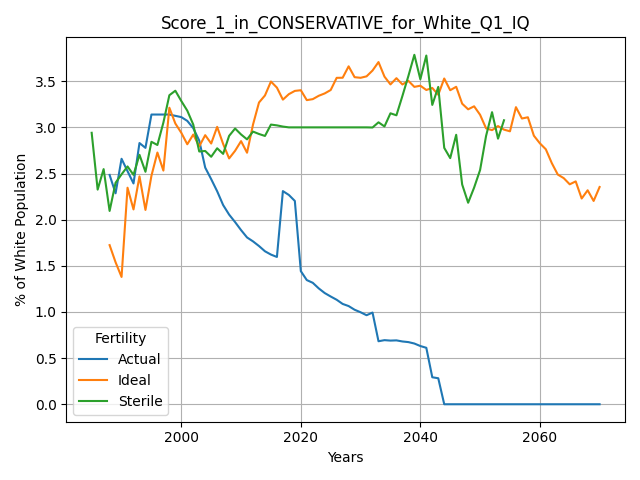 Score_1_in_CONSERVATIVE_for_White_Q1_IQ
% of White Population
3.5
3.0
2.5
2.0
1.5
1.0
0.5
0.0
Fertility
Actual
Ideal
Sterile
2000
2020
2040
2060
Years